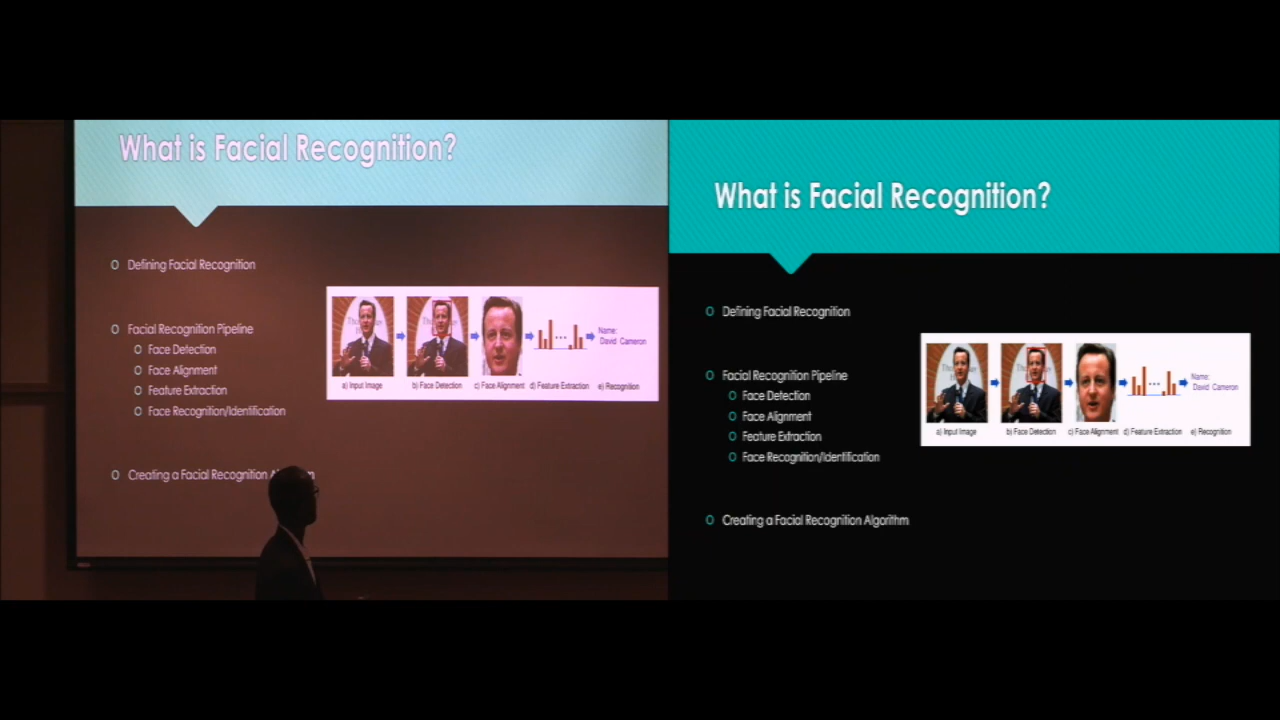 What is Facial Recognition?
O Defining Facial Recognition
O Facial Recognition Pipeline
O Face Detection
O Face Alignment
O Feature Extraction
O Face Recognition/Identification
O Creating a Facial Recognition
a) Input Image
b) Face Detection
c) Face Alignment
d) Feature Extraction
e) Recognition
Name:
David Cameron
What is Facial Recognition?
O Defining Facial Recognition
O Facial Recognition Pipeline
O Face Detection
O Face Alignment
O Feature Extraction
O Face Recognition/Identification
O Creating a Facial Recognition Algorithm
a) Input Image
b) Face Detection
c) Face Alignment
d) Feature Extraction
e) Recognition
Name:
David Cameron